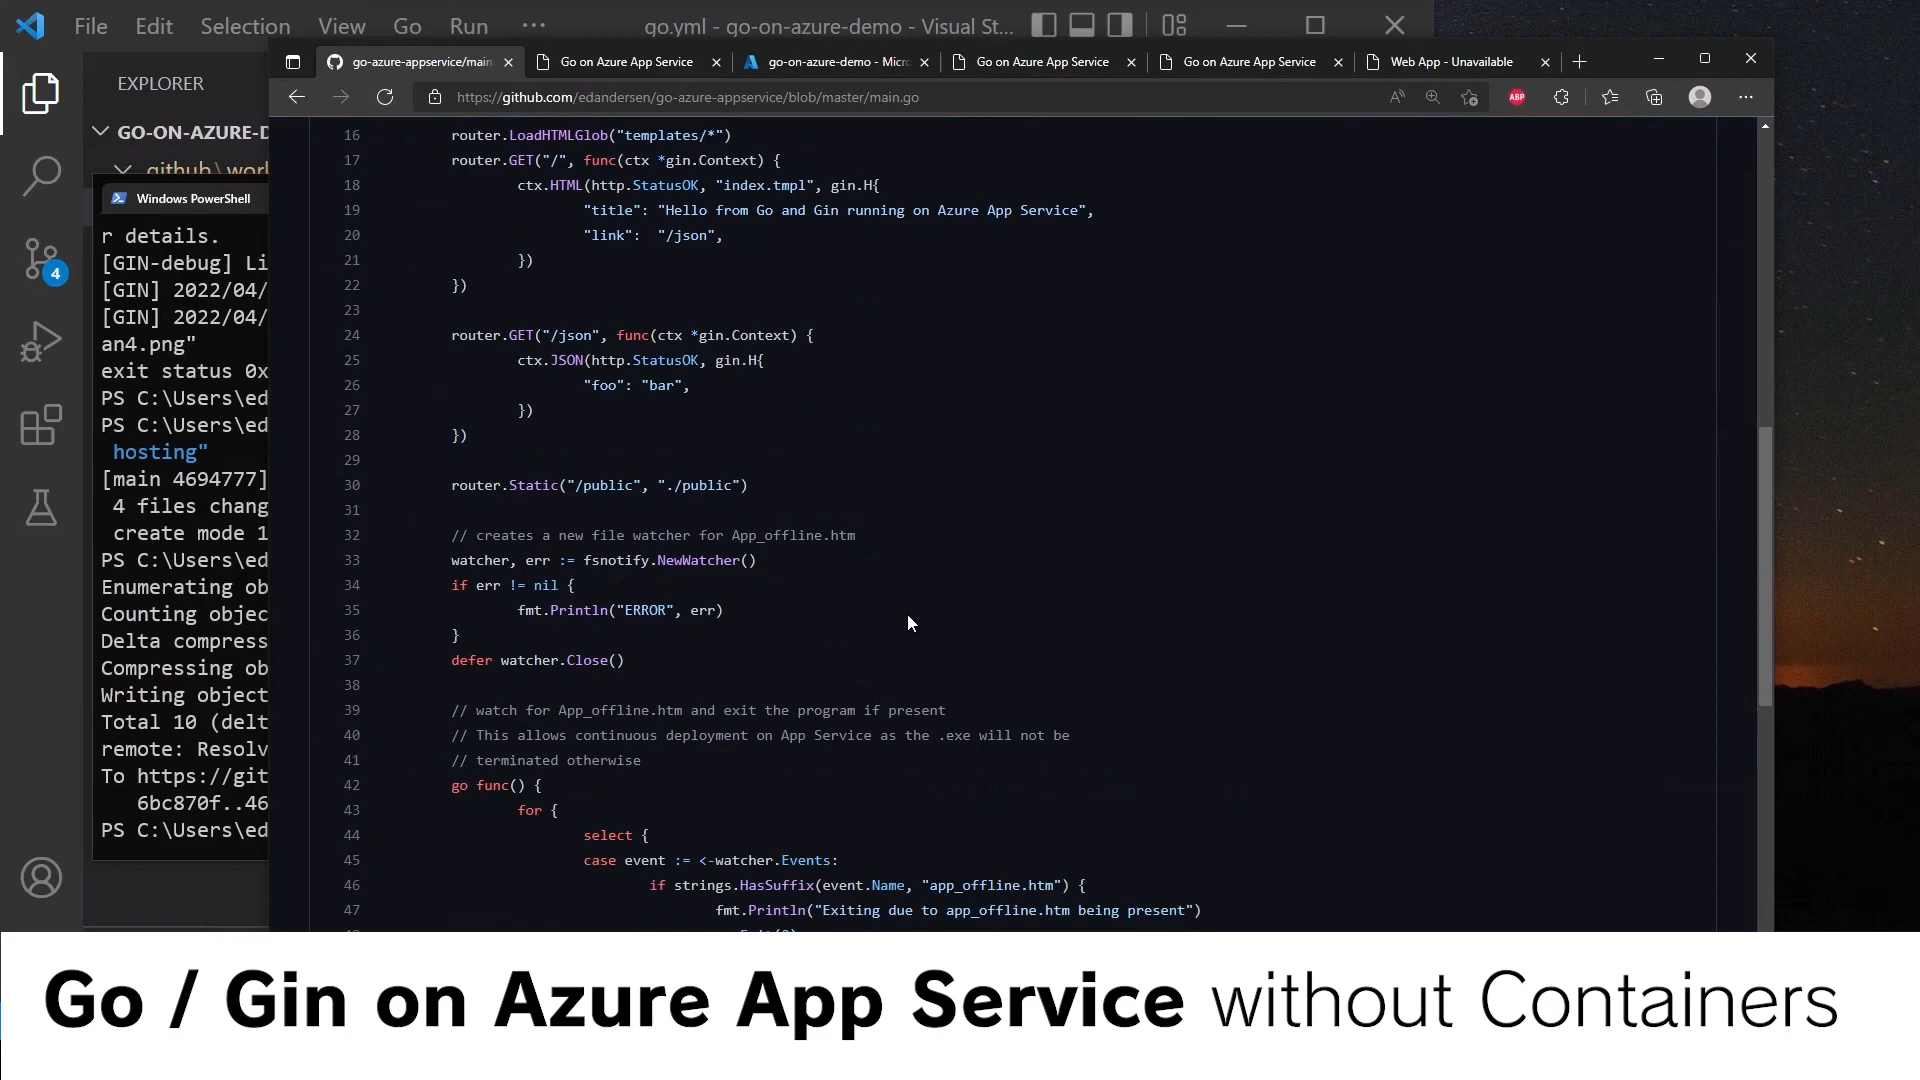 File Edit Selection View Go Run ··· go.yml - go-on-azure-demo - Visual St...
EXPLORER
GO-ON-AZURE-D
.github\work
Windows PowerShell
r details.
[GIN-debug] Li
[GIN] 2022/04/
[GIN] 2022/04/
an4.png"
exit status 0x
PS C:\Users\ed
PS C:\Users\ed
hosting"
[main 4694777]
4 files chang
create mode 1
PS C:\Users\ed
Enumerating ob
Counting objec
Delta compress
Compressing ob
Writing object
Total 10 (delt
remote: Resolv
To https://git
6bc870f..46
PS C:\Users\ed
4
go-azure-appservice/main. Go on Azure App Service go-on-azure-demo - Micro Go on Azure App Service Go on Azure App Service Web App - Unavailable
https://github.com/edandersen/go-azure-appservice/blob/master/main.go
ABP
16 router.LoadHTMLGlob("templates/*")
17 router.GET("/", func(ctx *gin.Context) {
18 ctx.HTML(http.StatusOK, "index.tmpl", gin.H{
19 "title": "Hello from Go and Gin running on Azure App Service",
20 "link": "/json",
21 })
22 })
23
24 router.GET("/json", func(ctx *gin.Context) {
25 ctx.JSON(http.StatusOK, gin.H{
26 "foo": "bar",
27 })
28 })
29
30 router.Static("/public", "./public")
31
32 // creates a new file watcher for App_offline.htm
33 watcher, err := fsnotify.NewWatcher()
34 if err != nil {
35 fmt.Println("ERROR", err)
36 }
37 defer watcher.Close()
38
39 // watch for App_offline.htm and exit the program if present
40 // This allows continuous deployment on App Service as the .exe will not be
41 // terminated otherwise
42 go func() {
43 for {
44 select {
45 case event := <-watcher.Events:
46 if strings.HasSuffix(event.Name, "app_offline.htm") {
47 fmt.Println("Exiting due to app_offline.htm being present")
Go / Gin on Azure App Service without Containers